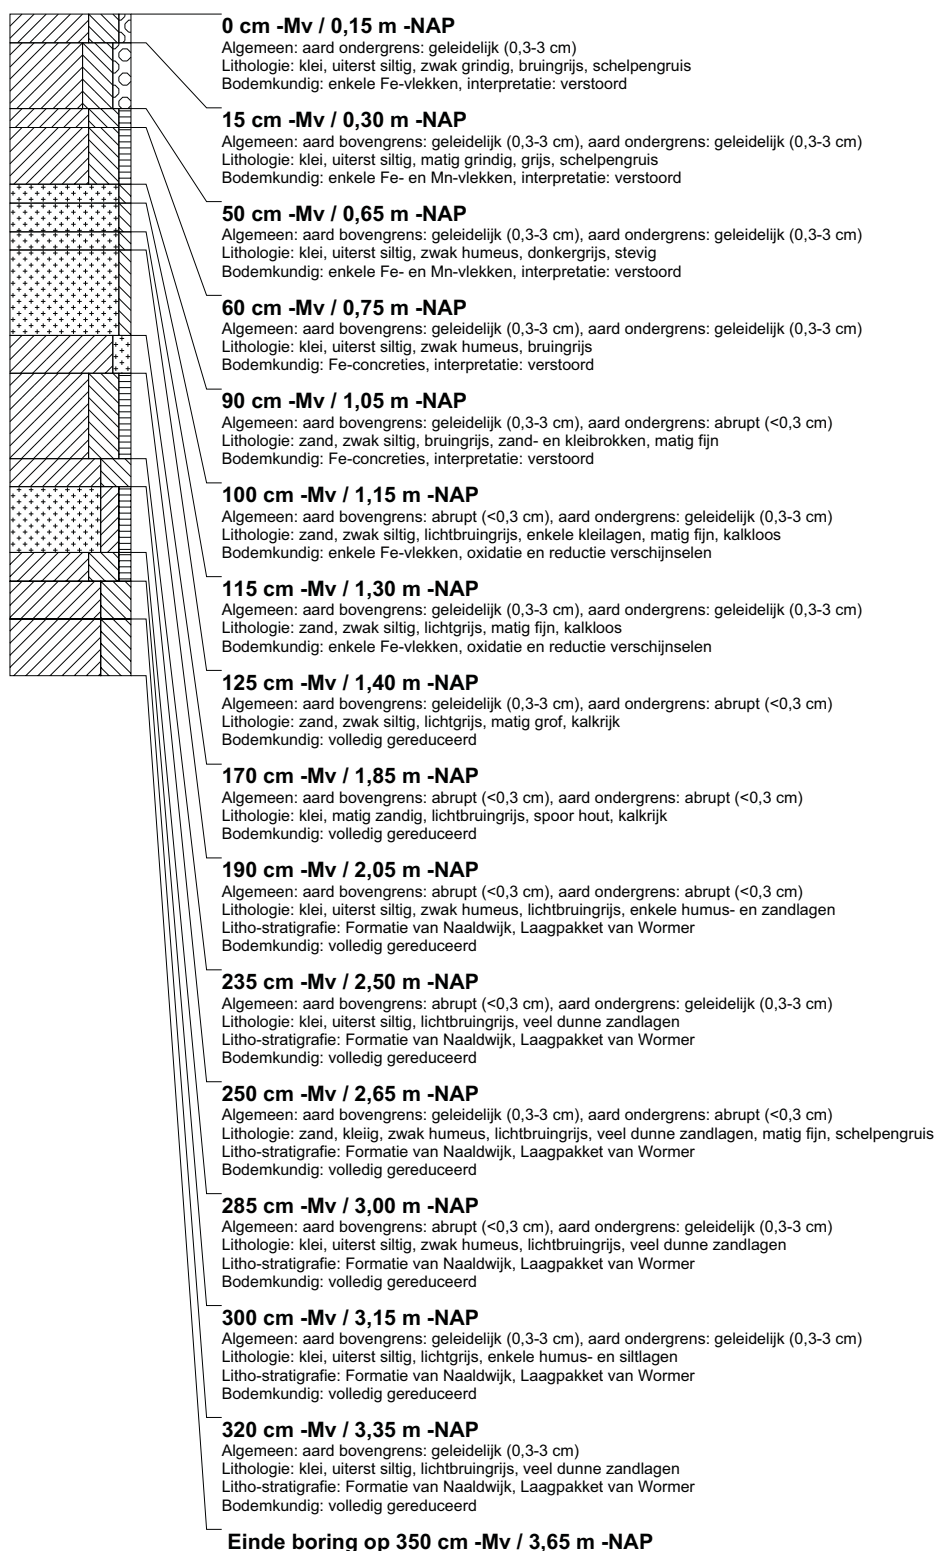 0 cm -Mv / 0,15 m -NAP
Algemeen: aard ondergrens: geleidelijk (0,3-3 cm)
Lithologie: klei, uiterst siltig, zwak grindig, bruingrijs, schelpengruis
Bodemkundig: enkele Fe-vlekken, interpretatie: verstoord
15 cm -Mv / 0,30 m -NAP
Algemeen: aard bovengrens: geleidelijk (0,3-3 cm), aard ondergrens: geleidelijk (0,3-3 cm)
Lithologie: klei, uiterst siltig, matig grindig, grijs, schelpengruis
Bodemkundig: enkele Fe- en Mn-vlekken, interpretatie: verstoord
50 cm -Mv / 0,65 m -NAP
Algemeen: aard bovengrens: geleidelijk (0,3-3 cm), aard ondergrens: geleidelijk (0,3-3 cm)
Lithologie: klei, uiterst siltig, zwak humeus, donkergrijs, stevig
Bodemkundig: enkele Fe- en Mn-vlekken, interpretatie: verstoord
60 cm -Mv / 0,75 m -NAP
Algemeen: aard bovengrens: geleidelijk (0,3-3 cm), aard ondergrens: geleidelijk (0,3-3 cm)
Lithologie: klei, uiterst siltig, zwak humeus, bruingrijs
Bodemkundig: Fe-concreties, interpretatie: verstoord
90 cm -Mv / 1,05 m -NAP
Algemeen: aard bovengrens: geleidelijk (0,3-3 cm), aard ondergrens: abrupt (<0,3 cm)
Lithologie: zand, zwak siltig, bruingrijs, zand- en kleibrokken, matig fijn
Bodemkundig: Fe-concreties, interpretatie: verstoord
100 cm -Mv / 1,15 m -NAP
Algemeen: aard bovengrens: abrupt (<0,3 cm), aard ondergrens: geleidelijk (0,3-3 cm)
Lithologie: zand, zwak siltig, lichtbruingrijs, enkele kleilagen, matig fijn, kalkloos
Bodemkundig: enkele Fe-vlekken, oxidatie en reductie verschijnselen
115 cm -Mv / 1,30 m -NAP
Algemeen: aard bovengrens: geleidelijk (0,3-3 cm), aard ondergrens: geleidelijk (0,3-3 cm)
Lithologie: zand, zwak siltig, lichtgrijs, matig fijn, kalkloos
Bodemkundig: enkele Fe-vlekken, oxidatie en reductie verschijnselen
125 cm -Mv / 1,40 m -NAP
Algemeen: aard bovengrens: geleidelijk (0,3-3 cm), aard ondergrens: abrupt (<0,3 cm)
Lithologie: zand, zwak siltig, lichtgrijs, matig grof, kalkrijk
Bodemkundig: volledig gereduceerd
170 cm -Mv / 1,85 m -NAP
Algemeen: aard bovengrens: abrupt (<0,3 cm), aard ondergrens: abrupt (<0,3 cm)
Lithologie: klei, matig zandig, lichtbruingrijs, spoor hout, kalkrijk
Bodemkundig: volledig gereduceerd
190 cm -Mv / 2,05 m -NAP
Algemeen: aard bovengrens: abrupt (<0,3 cm), aard ondergrens: abrupt (<0,3 cm)
Lithologie: klei, uiterst siltig, zwak humeus, lichtbruingrijs, enkele humus- en zandlagen
Litho-stratigrafie: Formatie van Naaldwijk, Laagpakket van Wormer
Bodemkundig: volledig gereduceerd
235 cm -Mv / 2,50 m -NAP
Algemeen: aard bovengrens: abrupt (<0,3 cm), aard ondergrens: geleidelijk (0,3-3 cm)
Lithologie: klei, uiterst siltig, lichtbruingrijs, veel dunne zandlagen
Litho-stratigrafie: Formatie van Naaldwijk, Laagpakket van Wormer
Bodemkundig: volledig gereduceerd
250 cm -Mv / 2,65 m -NAP
Algemeen: aard bovengrens: geleidelijk (0,3-3 cm), aard ondergrens: abrupt (<0,3 cm)
Lithologie: zand, kleiig, zwak humeus, lichtbruingrijs, veel dunne zandlagen, matig fijn, schelpengruis
Litho-stratigrafie: Formatie van Naaldwijk, Laagpakket van Wormer
Bodemkundig: volledig gereduceerd
285 cm -Mv / 3,00 m -NAP
Algemeen: aard bovengrens: abrupt (<0,3 cm), aard ondergrens: geleidelijk (0,3-3 cm)
Lithologie: klei, uiterst siltig, zwak humeus, lichtbruingrijs, veel dunne zandlagen
Litho-stratigrafie: Formatie van Naaldwijk, Laagpakket van Wormer
Bodemkundig: volledig gereduceerd
300 cm -Mv / 3,15 m -NAP
Algemeen: aard bovengrens: geleidelijk (0,3-3 cm), aard ondergrens: geleidelijk (0,3-3 cm)
Lithologie: klei, uiterst siltig, lichtgrijs, enkele humus- en siltlagen
Litho-stratigrafie: Formatie van Naaldwijk, Laagpakket van Wormer
Bodemkundig: volledig gereduceerd
320 cm -Mv / 3,35 m -NAP
Algemeen: aard bovengrens: geleidelijk (0,3-3 cm)
Lithologie: klei, uiterst siltig, lichtbruingrijs, veel dunne zandlagen
Litho-stratigrafie: Formatie van Naaldwijk, Laagpakket van Wormer
Bodemkundig: volledig gereduceerd
Einde boring op 350 cm -Mv / 3,65 m -NAP